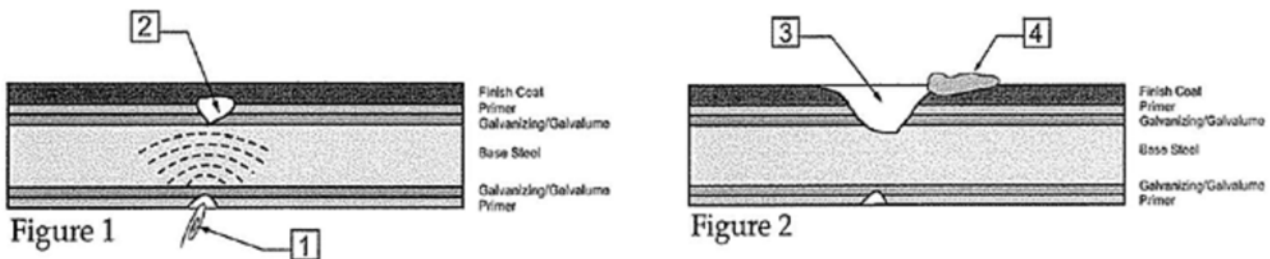 2
Finish Coat
Primer
Galvanizing/Galvalume
Base Steel
Galvanizing/Galvalume
Primer
Figure 1
1
3
4
Finish Coat
Primer
Galvanizing/Galvalume
Base Steel
Galvanizing/Galvalume
Primer
Figure 2